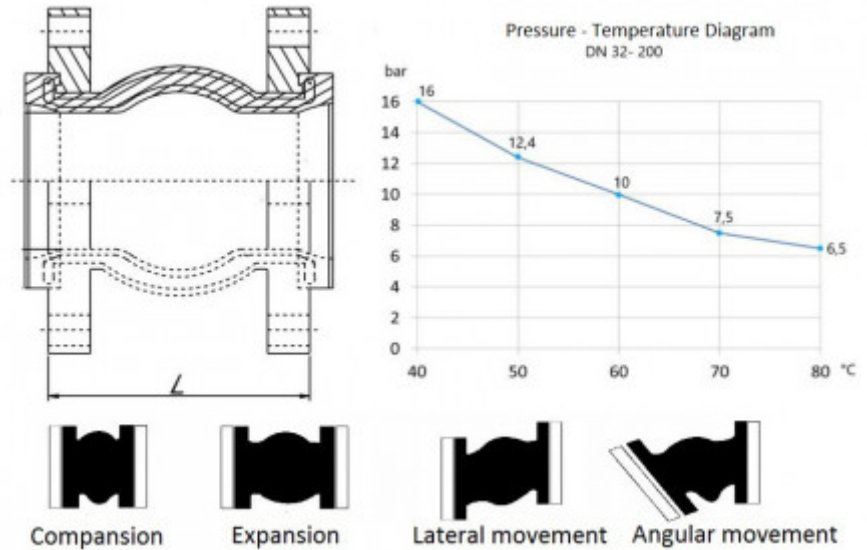 Pressure - Temperature Diagram
DN 32- 200
bar
16
14
12
10
8
6
4
2
0
16
12,4
10
7,5
6,5
40 50 60 70 80 °C
L
Compansion Expansion Lateral movement Angular movement